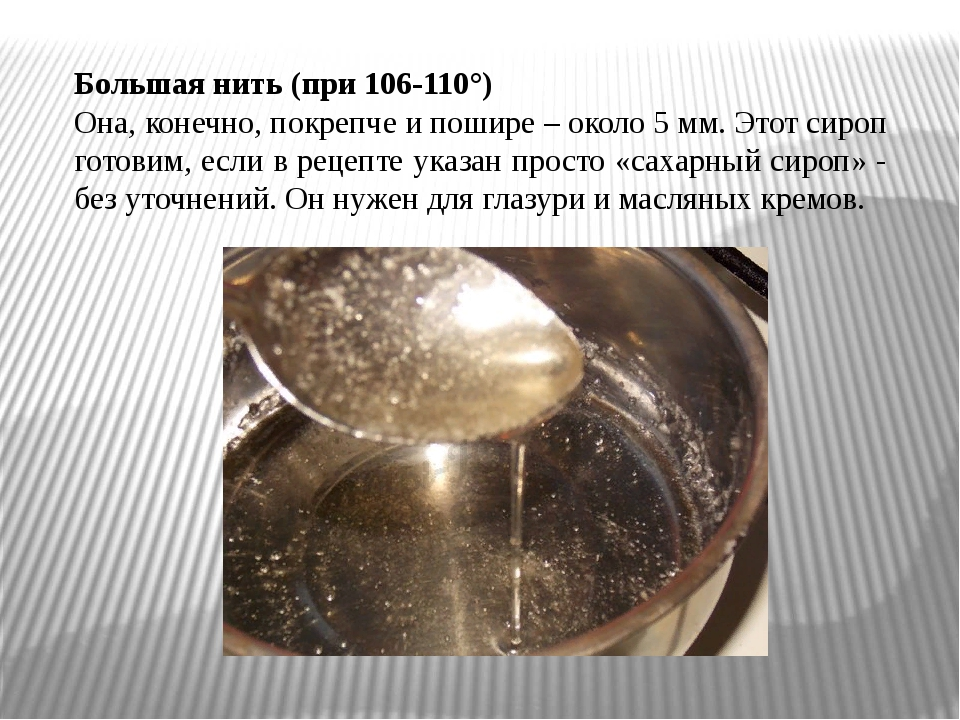 Большая нить (при 106-110°)
Она, конечно, покрепче и пошире – около 5 мм. Этот сироп
готовим, если в рецепте указан просто «сахарный сироп» -
без уточнений. Он нужен для глазури и масляных кремов.